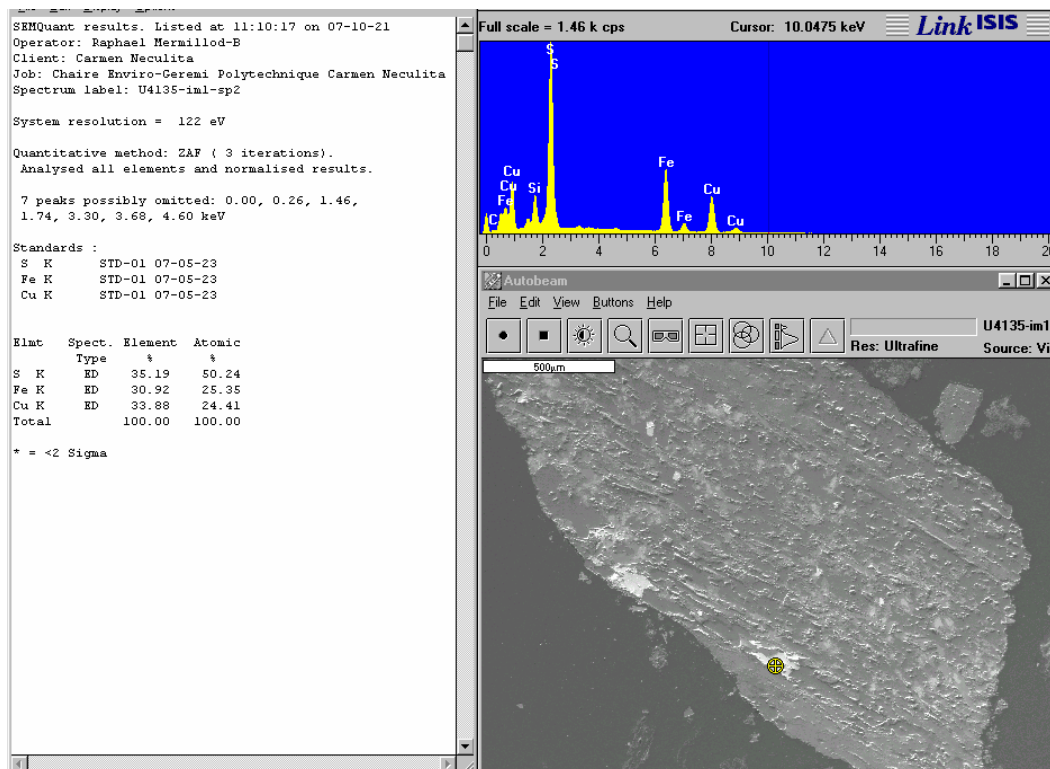 SEMQuant results. Listed at 11:10:17 on 07-10-21
Operator: Raphael Mermillod-B
Client: Carmen Neculita
Job: Chaire Enviro-Geremi Polytechnique Carmen Neculita
Spectrum label: U4135-im1-sp2
System resolution = 122 eV
Quantitative method: ZAF ( 3 iterations).
Analysed all elements and normalised results.
7 peaks possibly omitted: 0.00, 0.26, 1.46,
1.74, 3.30, 3.68, 4.60 keV
Standards :
S K STD-01 07-05-23
Fe K STD-01 07-05-23
Cu K STD-01 07-05-23
Elmt Spect. Element Atomic
Type % %
S K ED 35.19 50.24
Fe K ED 30.92 25.35
Cu K ED 33.88 24.41
Total 100.00 100.00
* = <2 Sigma
Full scale = 1.46 k cps Cursor: 10.0475 keV Link ISIS
S
S
Cu
Cu
Fe
C
Si
Fe
Fe
Cu
Cu
0 2 4 6 8 10 12 14 16 18 20
Autobeam
File Edit View Buttons Help
U4135-im1
Res: Ultrafine Source: Vi
500µm